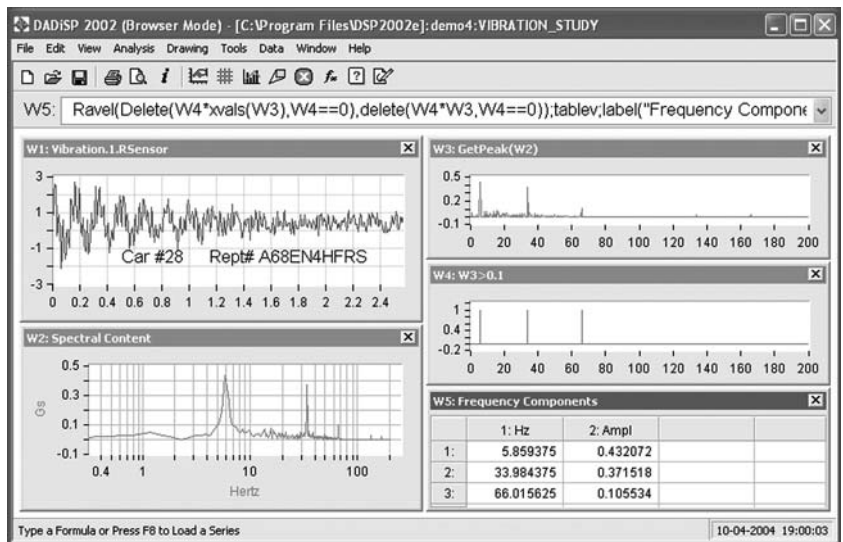 DADiSP 2002 (Browser Mode) - [C:\Program Files\DSP2002e]:demo4:VIBRATION_STUDY
File Edit View Analysis Drawing Tools Data Window Help
W5: Ravel(Delete(W4*xvals(W3),W4==0),delete(W4*W3,W4==0));tablev;label("Frequency Compone
W1: Vibration.1.RSensor
3
1
-1
-3
Car #28 Rept# A68EN4HFRS
0 0.2 0.4 0.6 0.8 1 1.2 1.4 1.6 1.8 2 2.2 2.4
W2: Spectral Content
0.5
0.3
0.1
-0.1
Gs
0.4 1 10 100
Hertz
W3: GetPeak(W2)
0.5
0.2
-0.1
0 20 40 60 80 100 120 140 160 180 200
W4: W3>0.1
1
0.4
-0.2
0 20 40 60 80 100 120 140 160 180 200
W5: Frequency Components
1: Hz 2: Ampl
1: 5.859375 0.432072
2: 33.984375 0.371518
3: 66.015625 0.105534
Type a Formula or Press F8 to Load a Series
10-04-2004 19:00:03